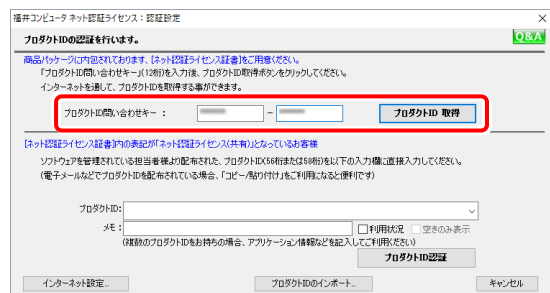 福井コンピュータ ネット認証ライセンス：認証設定
プロダクトIDの認証を行います。
Q&A
商品パッケージに内包されております、[ネット認証ライセンス証書]をご用意ください。
「プロダクトID問い合わせキー」(12桁)を入力後、プロダクトID取得ボタンをクリックしてください。
インターネットを通して、プロダクトIDを取得する事ができます。
プロダクトID問い合わせキー ：
－
プロダクトID 取得
[ネット認証ライセンス証書]内の表記が「ネット認証ライセンス(共有)」となっているお客様
ソフトウェアを管理されている担当者様より配布された、プロダクトID(56桁または58桁)を以下の入力欄に直接入力してください。
(電子メールなどでプロダクトIDを配布されている場合、「コピー/貼り付け」をご利用になると便利です)
プロダクトID:
メモ：
利用状況 空きのみ表示
(複数のプロダクトIDをお持ちの場合、アプリケーション情報などを記入してご利用ください)
プロダクトID認証
インターネット設定...
プロダクトIDのインポート...
キャンセル